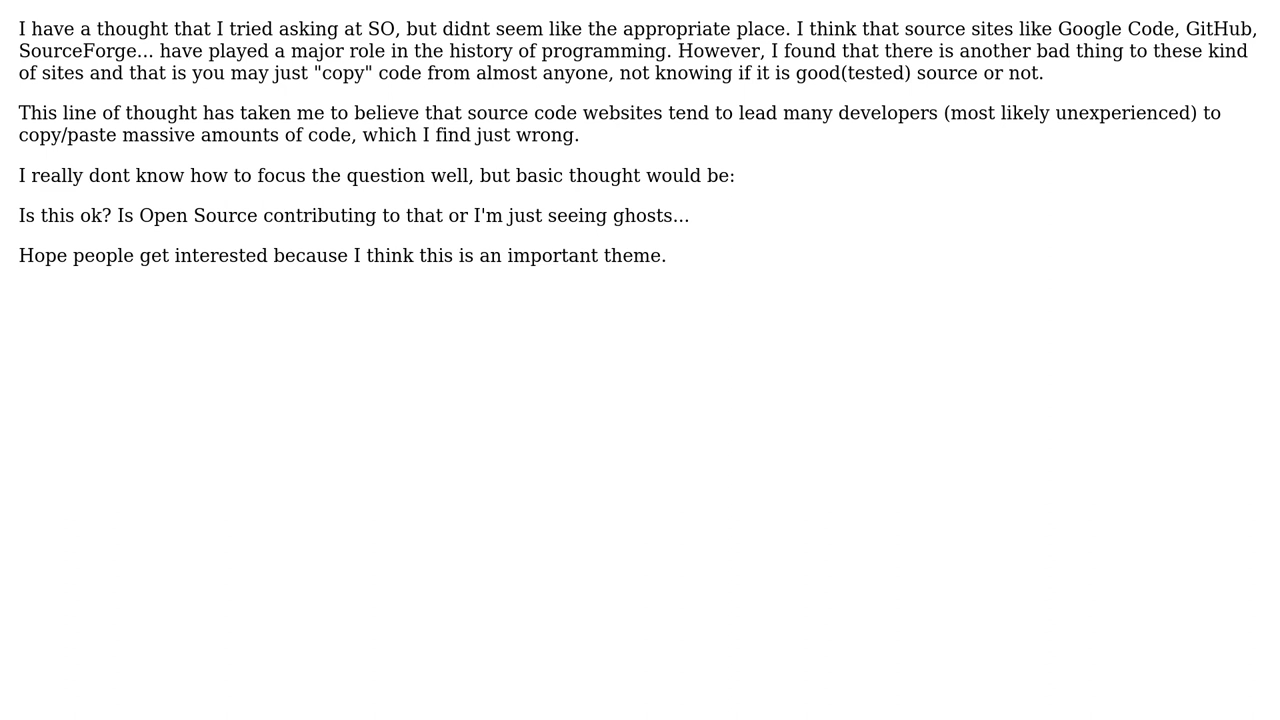 I have a thought that I tried asking at SO, but didnt seem like the appropriate place. I think that source sites like Google Code, GitHub,
SourceForge... have played a major role in the history of programming. However, I found that there is another bad thing to these kind
of sites and that is you may just "copy" code from almost anyone, not knowing if it is good(tested) source or not.
This line of thought has taken me to believe that source code websites tend to lead many developers (most likely unexperienced) to
copy/paste massive amounts of code, which I find just wrong.
I really dont know how to focus the question well, but basic thought would be:
Is this ok? Is Open Source contributing to that or I'm just seeing ghosts...
Hope people get interested because I think this is an important theme.